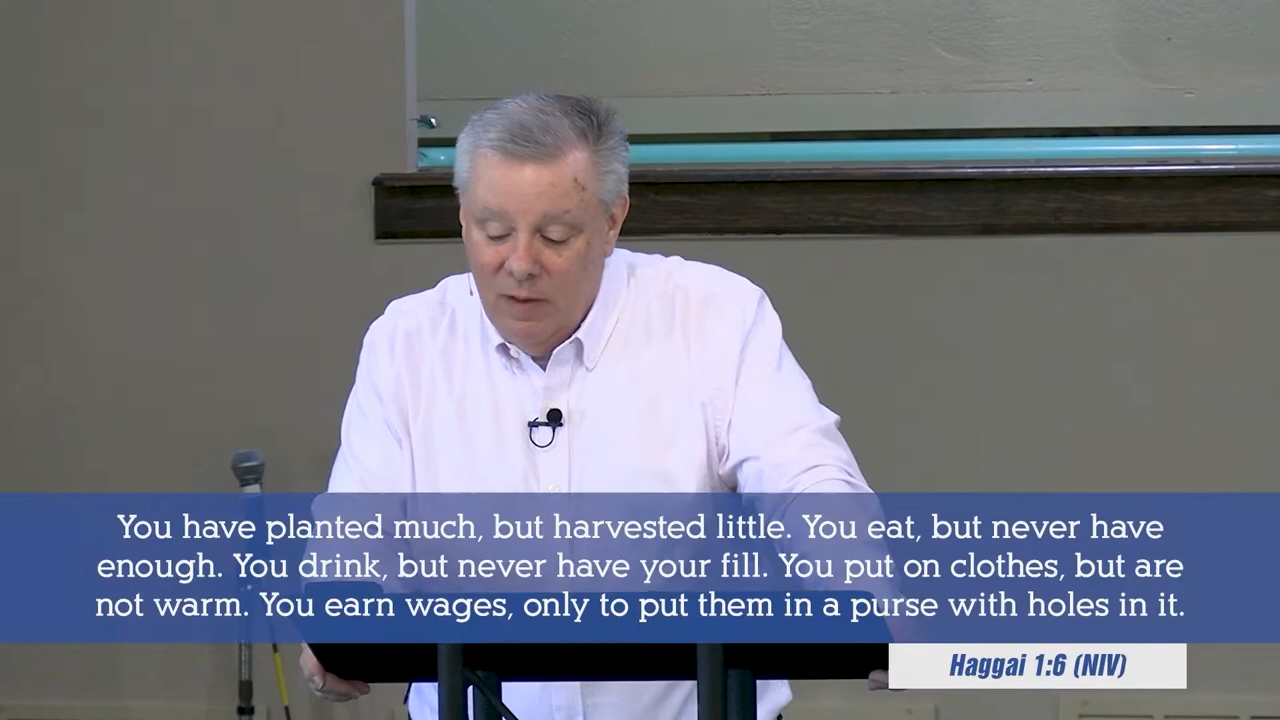 You have planted much, but harvested little. You eat, but never have
enough. You drink, but never have your fill. You put on clothes, but are
not warm. You earn wages, only to put them in a purse with holes in it.
Haggai 1:6 (NIV)